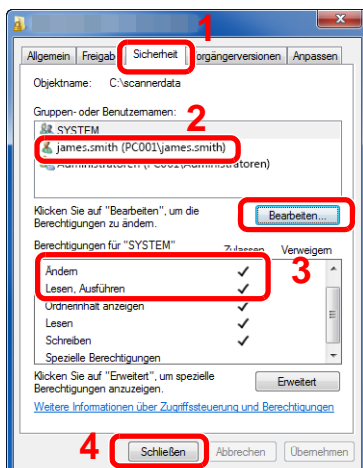 1
Allgemein Freigab Sicherheit orgängerversionen Anpassen
Objektname: C:\scannerdata
Gruppen- oder Benutzernamen:
2
SYSTEM
james.smith (PC001\james.smith)
Administratoren (PC001\Administratoren)
Klicken Sie auf "Bearbeiten", um die
Berechtigungen zu ändern.
Bearbeiten...
Berechtigungen für "SYSTEM" Zulassen Verweigern
3
Ändern
Lesen, Ausführen
Ordnerinhalt anzeigen
Lesen
Schreiben
Spezielle Berechtigungen
Klicken Sie auf "Erweitert", um spezielle
Berechtigungen anzuzeigen.
Erweitert
Weitere Informationen über Zugriffssteuerung und Berechtigungen
4
Schließen Abbrechen Übernehmen